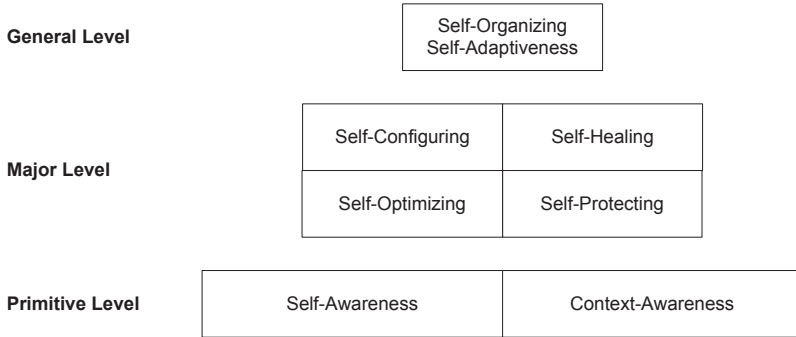 General Level
Self-Organizing
Self-Adaptiveness
Major Level
Self-Configuring
Self-Healing
Self-Optimizing
Self-Protecting
Primitive Level
Self-Awareness
Context-Awareness